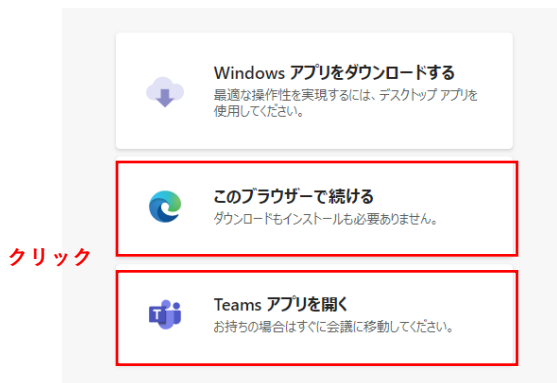 Windows アプリをダウンロードする
最適な操作性を実現するには、デスクトップ アプリを
使用してください。
このブラウザーで続ける
ダウンロードもインストールも必要ありません。
クリック
Teams アプリを開く
お持ちの場合はすぐに会議に移動してください。